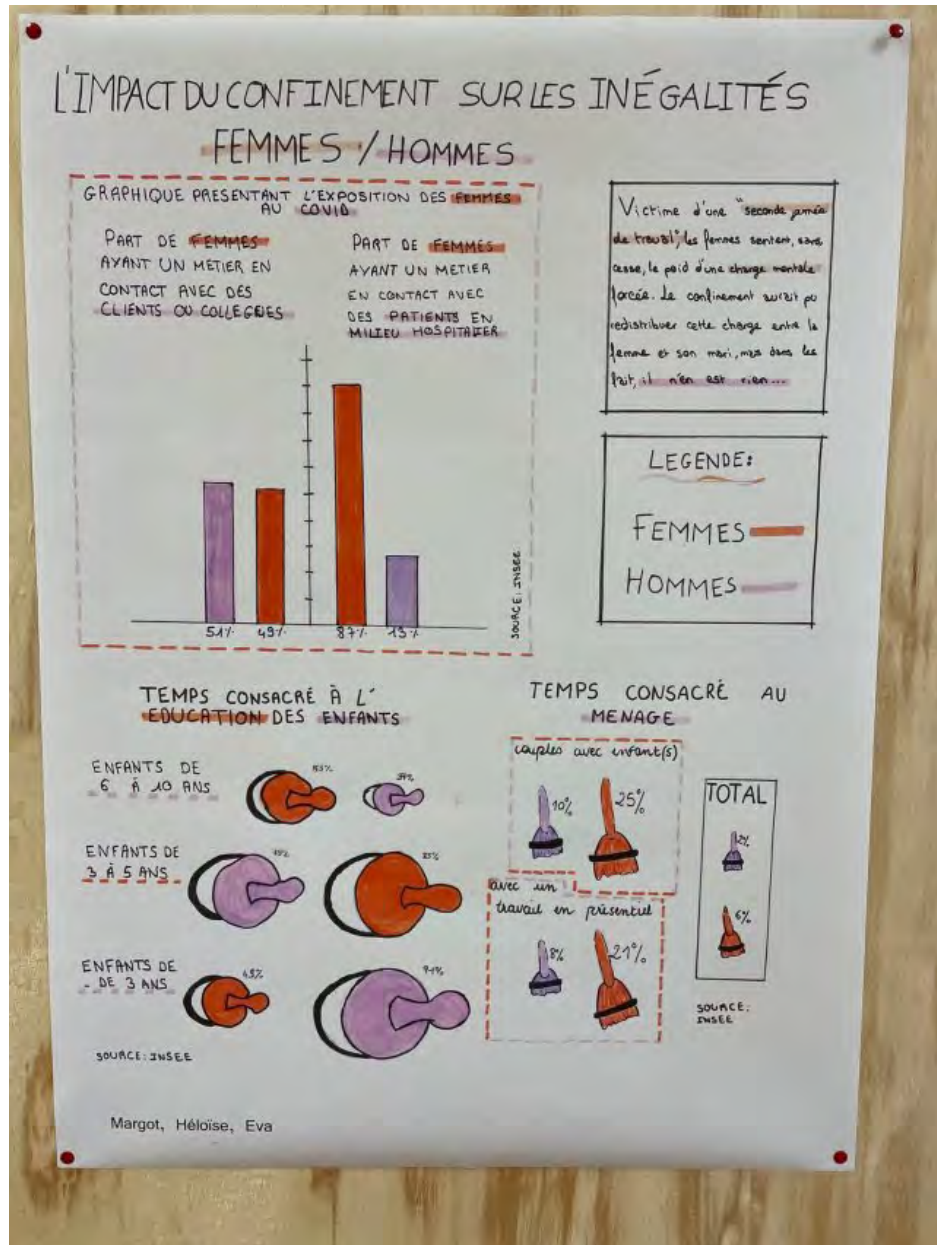 L'IMPACT DU CONFINEMENT SUR LES INÉGALITÉS
FEMMES / HOMMES
GRAPHIQUE PRESENTANT L'EXPOSITION DES FEMMES
AU COVID
PART DE FEMMES
AYANT UN METIER EN
CONTACT AVEC DES
CLIENTS OU COLLEGUES
PART DE FEMMES
AYANT UN METIER
EN CONTACT AVEC
DES PATIENTS EN
MILIEU HOSPITALIER
51% 49% 87% 13%
SOURCE: INSEE
Victime d'une "seconde journée
de travail", les femmes sentent, sans
cesse, le poid d'une charge mentale
forcée. Le confinement aurait pu
redistribuer cette charge entre la
femme et son mari, mais dans les
fait, il n'en est rien...
LEGENDE:
FEMMES
HOMMES
TEMPS CONSACRÉ À L'
EDUCATION DES ENFANTS
ENFANTS DE
6 À 10 ANS
ENFANTS DE
3 À 5 ANS
ENFANTS DE
- DE 3 ANS
SOURCE: INSEE
TEMPS CONSACRÉ AU
MENAGE
couples avec enfant(s)
10% 25%
avec un
travail en présentiel
8% 21%
TOTAL
2%
6%
SOURCE:
INSEE
Margot, Héloïse, Eva